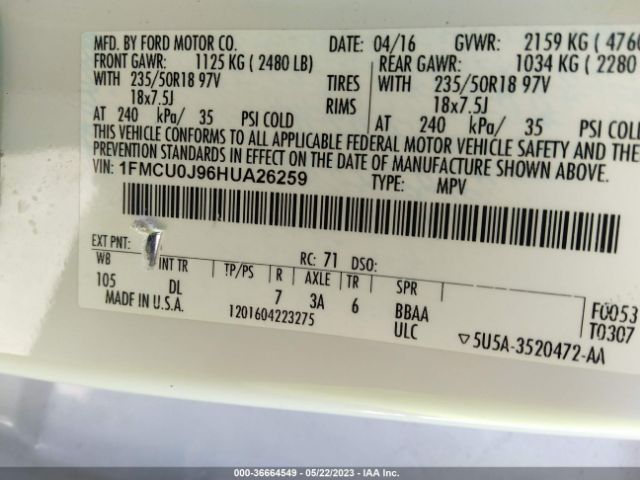 MFD. BY FORD MOTOR CO. DATE: 04/16 GVWR: 2159 KG ( 4760
FRONT GAWR: 1125 KG ( 2480 LB) REAR GAWR: 1034 KG ( 2280
WITH 235/50R18 97V TIRES WITH 235/50R18 97V
18x7.5J RIMS 18x7.5J
AT 240 kPa/ 35 PSI COLD AT 240 kPa/ 35 PSI COLD
THIS VEHICLE CONFORMS TO ALL APPLICABLE FEDERAL MOTOR VEHICLE SAFETY AND THE
PREVENTION STANDARDS IN EFFECT ON THE DATE OF MANUFACTURE SHOWN ABOVE.
VIN: 1FMCU0J96HUA26259 TYPE: MPV
EXT PNT: RC: 71 DSO:
WB INT TR TP/PS R AXLE TR SPR
105 DL 7 3A 6 BBAA F0053
MADE IN U.S.A. 1201604223275 ULC T0307
5U5A-3520472-AA
000-36664549 - 05/22/2023 - IAAI.COM